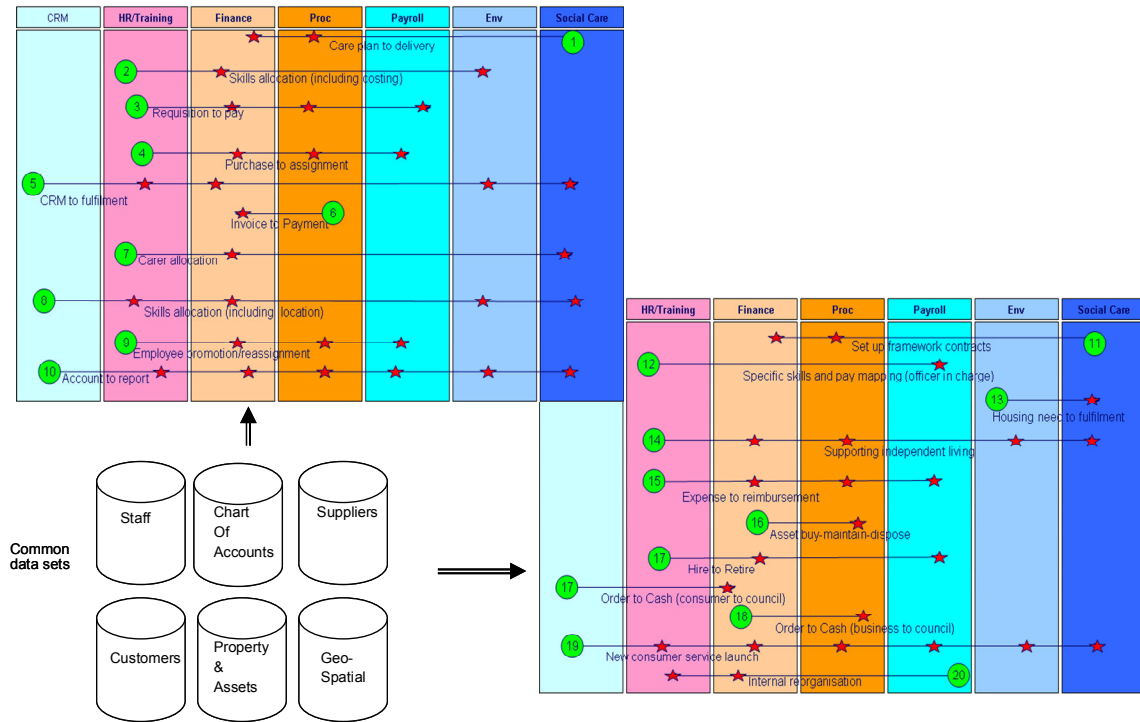 CRM HR/Training Finance Proc Payroll Env Social Care
1
Care plan to delivery
2
Skills allocation (including costing)
3
Requisition to pay
4
Purchase to assignment
5
CRM to fulfilment
6
Invoice to Payment
7
Carer allocation
8
Skills allocation (including location)
9
Employee promotion/reassignment
10
Account to report
HR/Training Finance Proc Payroll Env Social Care
11
Set up framework contracts
12
Specific skills and pay mapping (officer in charge)
13
Housing need to fulfilment
14
Supporting independent living
15
Expense to reimbursement
16
Asset buy-maintain-dispose
17
Hire to Retire
17
Order to Cash (consumer to council)
18
Order to Cash (business to council)
19
New consumer service launch
20
Internal reorganisation
Common
data sets
Staff
Chart
Of
Accounts
Suppliers
Customers
Property
&
Assets
Geo-
Spatial